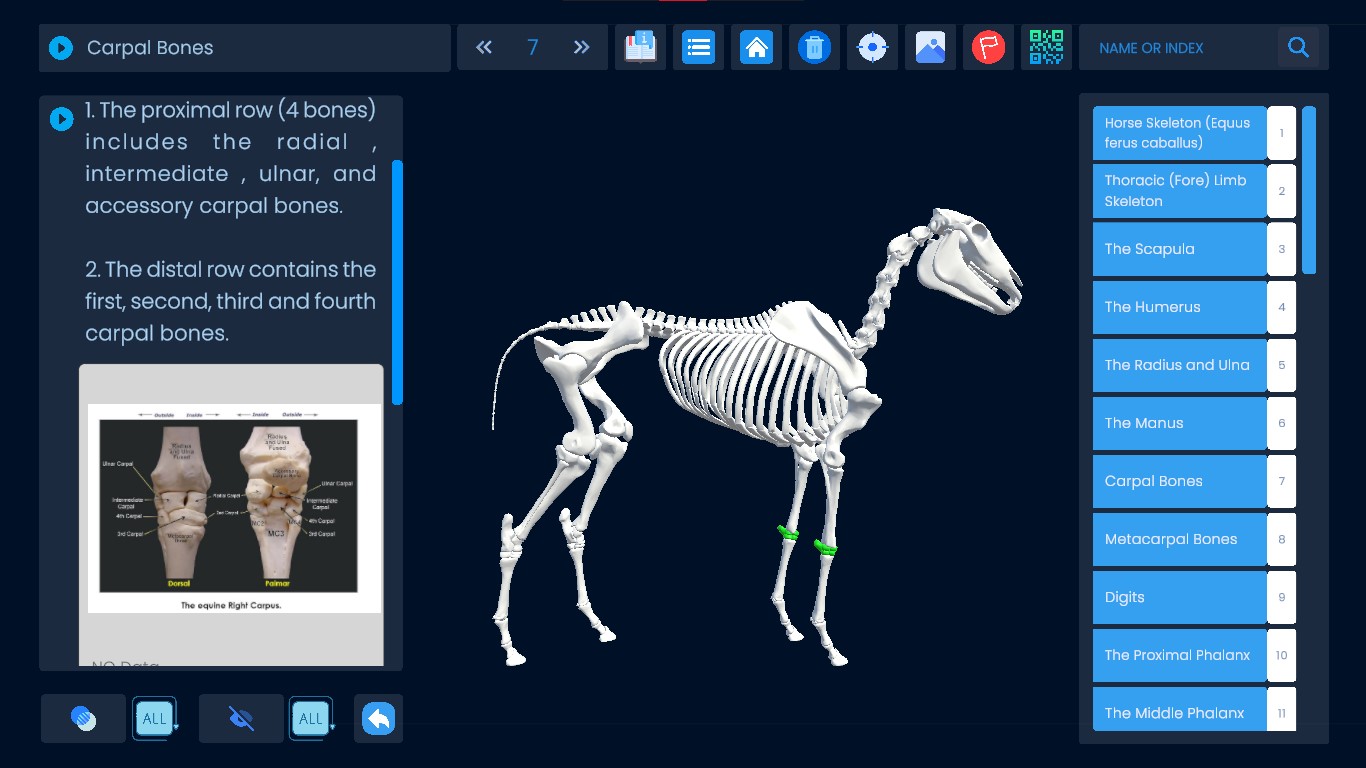 Carpal Bones
7
NAME OR INDEX
1. The proximal row (4 bones)
includes the radial ,
intermediate , ulnar, and
accessory carpal bones.
2. The distal row contains the
first, second, third and fourth
carpal bones.
Outside Inside Inside Outside
Radius
and Ulna
Fused
Radius
and Ulna
Fused
Ulnar Carpal
Ulnar Carpal
Intermediate
Carpal
Radial Carpal
Intermediate
Carpal
4th Carpal
3rd Carpal
4th Carpal
3rd Carpal
3rd Carpal
MC3
Dorsal
Palmar
The equine Right Carpus.
NO Data
ALL
ALL
Horse Skeleton (Equus
ferus caballus)
1
Thoracic (Fore) Limb
Skeleton
2
The Scapula
3
The Humerus
4
The Radius and Ulna
5
The Manus
6
Carpal Bones
7
Metacarpal Bones
8
Digits
9
The Proximal Phalanx
10
The Middle Phalanx
11